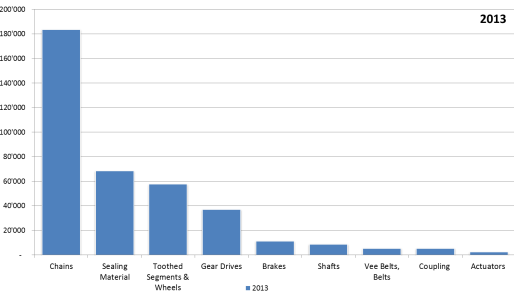 2013
200'000
180'000
160'000
140'000
120'000
100'000
80'000
60'000
40'000
20'000
-
Chains
Sealing
Material
Toothed
Segments &
Wheels
Gear Drives
Brakes
Shafts
Vee Belts,
Belts
Coupling
Actuators
2013